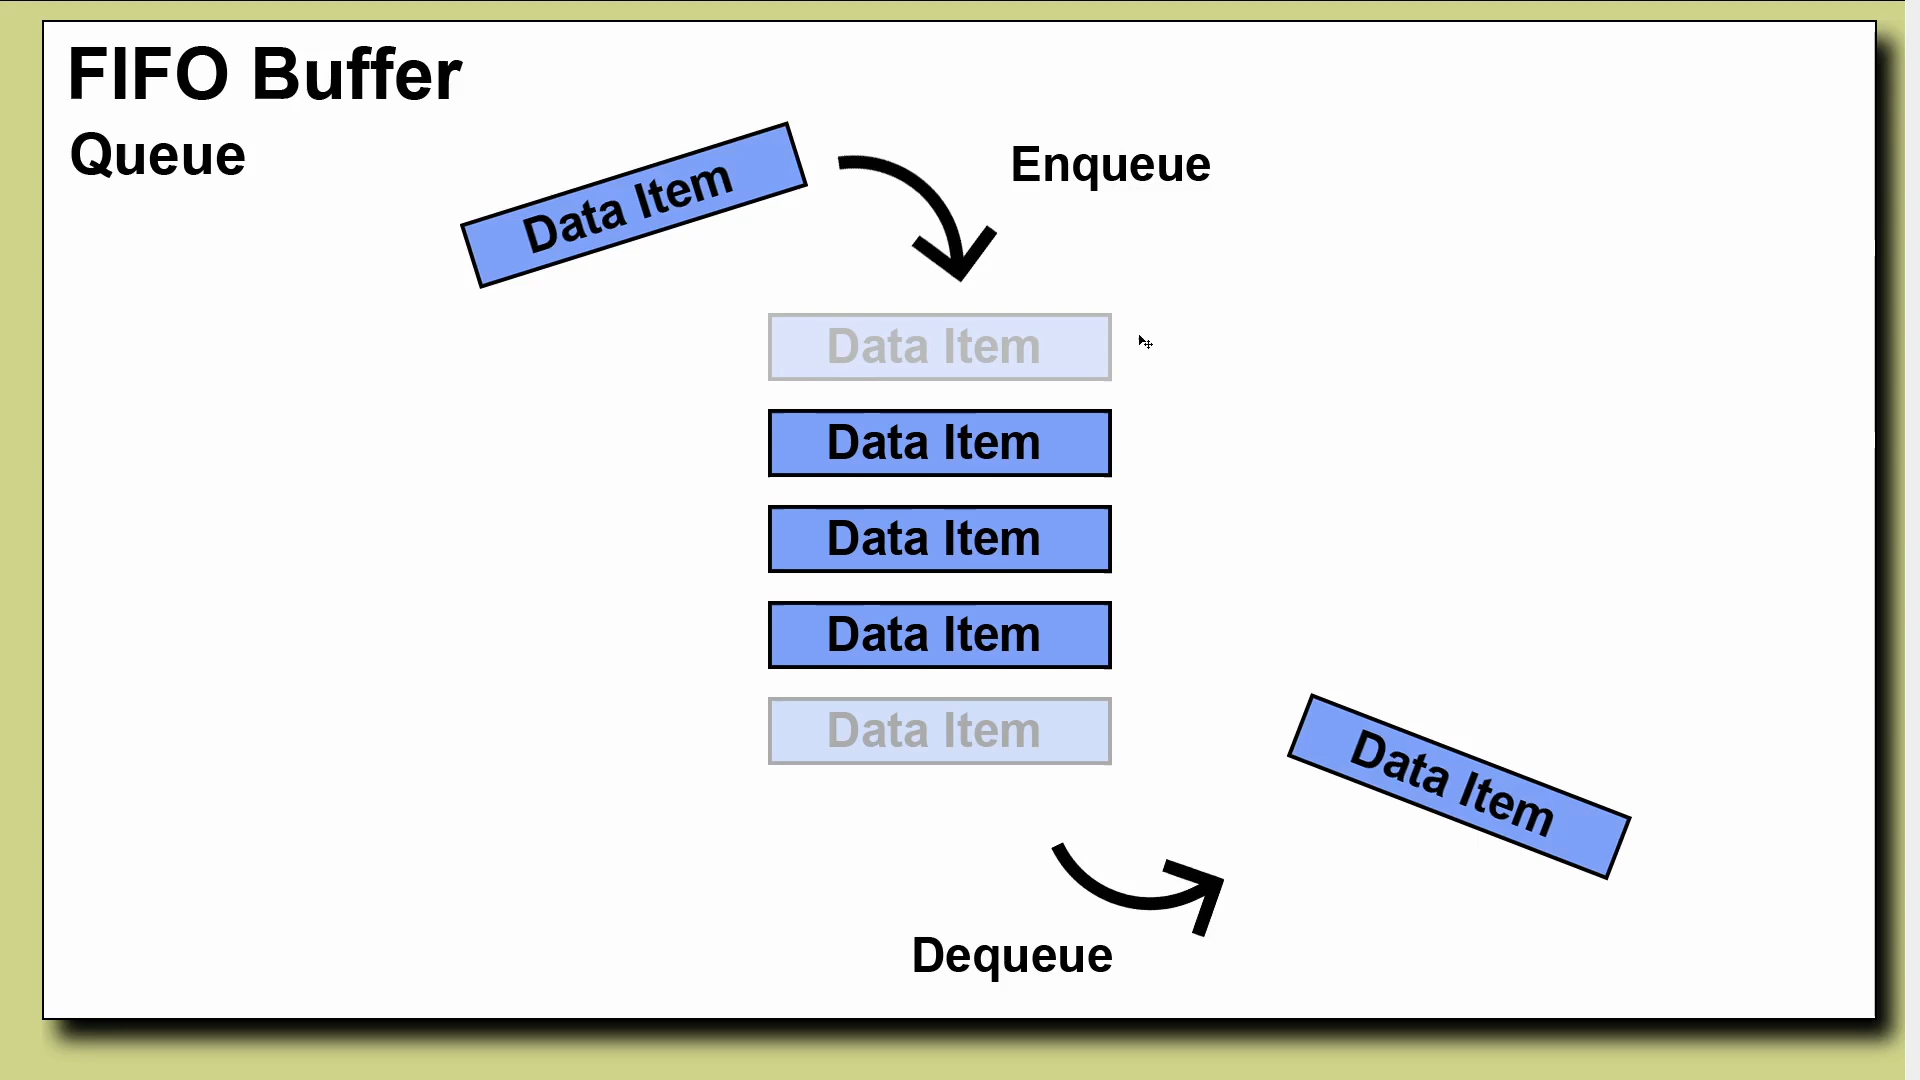 FIFO Buffer
Queue
Data Item
Enqueue
Data Item
Data Item
Data Item
Data Item
Data Item
Data Item
Dequeue